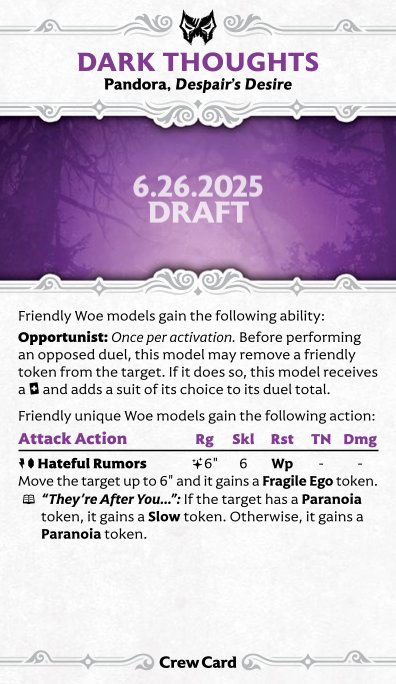 DARK THOUGHTS
Pandora, Despair's Desire
6.26.2025
DRAFT
Friendly Woe models gain the following ability:
Opportunist: Once per activation. Before performing
an opposed duel, this model may remove a friendly
token from the target. If it does so, this model receives
a and adds a suit of its choice to its duel total.
Friendly unique Woe models gain the following action:
Attack Action Rg Skl Rst TN Dmg
Hateful Rumors 6" 6 Wp - -
Move the target up to 6" and it gains a Fragile Ego token.
"They're After You...": If the target has a Paranoia
token, it gains a Slow token. Otherwise, it gains a
Paranoia token.
Crew Card